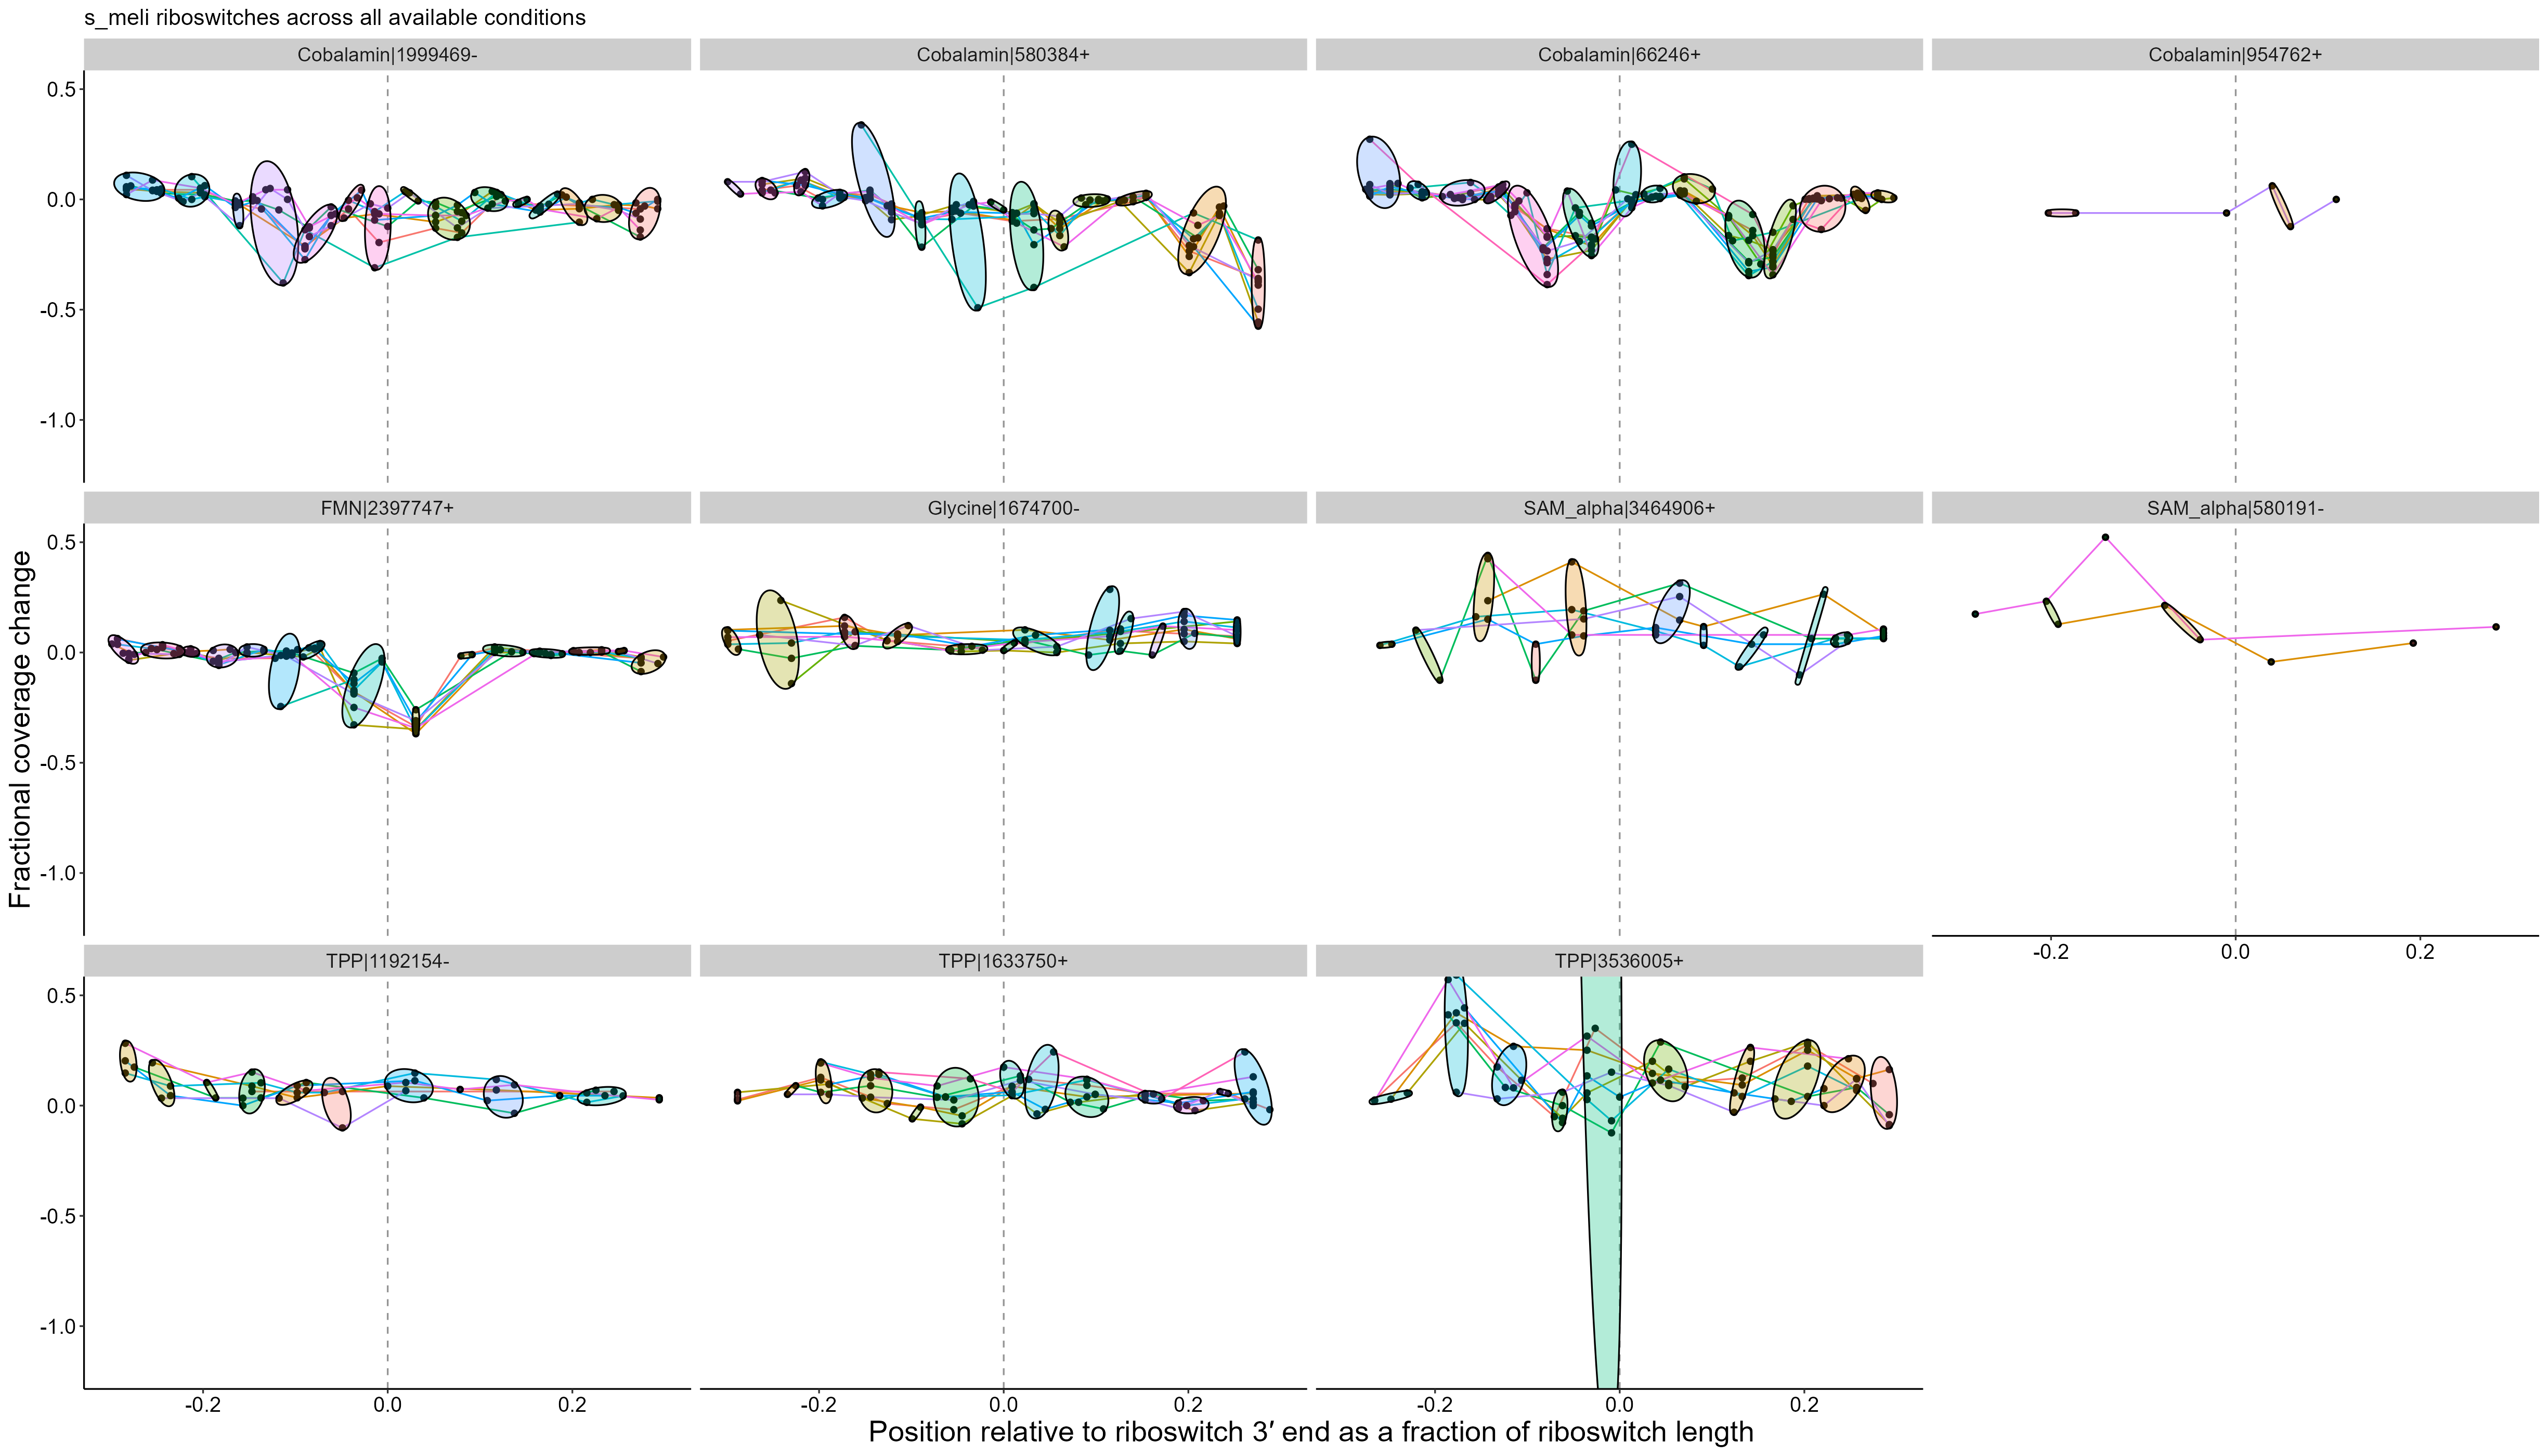 s_meli riboswitches across all available conditions
Cobalamin|1999469-
Cobalamin|580384+
Cobalamin|66246+
Cobalamin|954762+
0.5
0.0
-0.5
-1.0
FMN|2397747+
Glycine|1674700-
SAM_alpha|3464906+
SAM_alpha|580191-
0.5
0.0
-0.5
-1.0
-0.2
0.0
0.2
Fractional coverage change
TPP|1192154-
TPP|1633750+
TPP|3536005+
0.5
0.0
-0.5
-1.0
-0.2
0.0
0.2
-0.2
0.0
0.2
-0.2
0.0
0.2
Position relative to riboswitch 3′ end as a fraction of riboswitch length